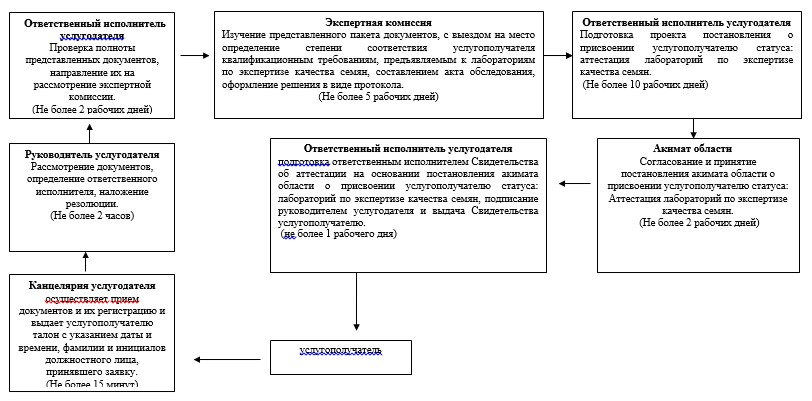 Ответственный исполнитель
услугодателя
Проверка полноты
представленных документов,
направление их на
рассмотрение экспертной
комиссии.
(Не более 2 рабочих дней)
Экспертная комиссия
Изучение представленного пакета документов, с выездом на место
определение степени соответствия услугополучателя
квалификационным требованиям, предъявляемым к лабораториям
по экспертизе качества семян, составлением акта обследования,
оформление решения в виде протокола.
(Не более 5 рабочих дней)
Ответственный исполнитель услугодателя
Подготовка проекта постановления о
присвоении услугополучателю статуса:
аттестация лабораторий по экспертизе
качества семян.
(Не более 10 рабочих дней)
Руководитель услугодателя
Рассмотрение документов,
определение ответственного
исполнителя, наложение
резолюции.
(Не более 2 часов)
Ответственный исполнитель услугодателя
подготовка ответственным исполнителем Свидетельства
об аттестации на основании постановления акимата
области о присвоении услугополучателю статуса:
лабораторий по экспертизе качества семян, подписание
руководителем услугодателя и выдача Свидетельства
услугополучателю.
(не более 1 рабочего дня)
Акимат области
Согласование и принятие
постановления акимата области о
присвоении услугополучателю статуса:
Аттестация лабораторий по экспертизе
качества семян.
(Не более 2 рабочих дней)
Канцелярия услугодателя
осуществляет прием
документов и их регистрацию и
выдает услугополучателю
талон с указанием даты и
времени, фамилии и инициалов
должностного лица,
принявшего заявку.
(Не более 15 минут)
услугополучатель